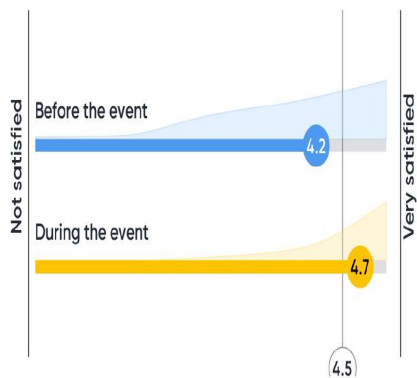 Not satisfied
Before the event
4.2
During the event
4.7
4.5
Very satisfied